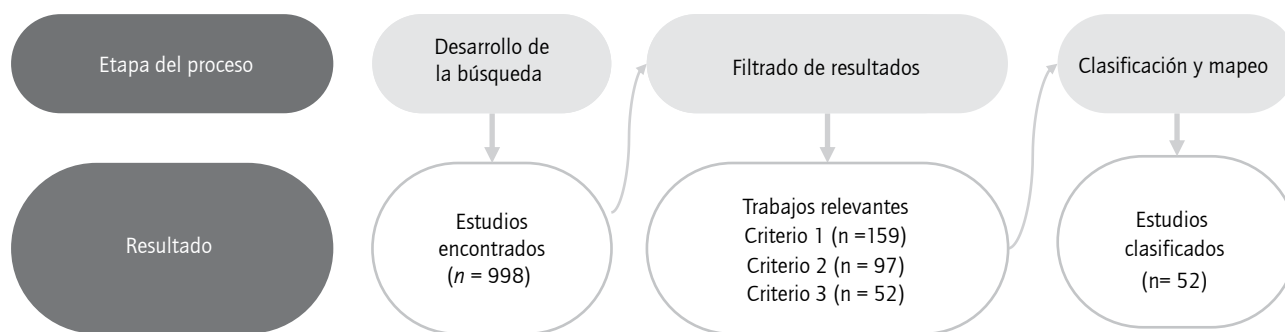 Etapa del proceso
Desarrollo de
la búsqueda
Filtrado de resultados
Clasificación y mapeo
Resultado
Estudios
encontrados
(n = 998)
Trabajos relevantes
Criterio 1 (n =159)
Criterio 2 (n = 97)
Criterio 3 (n = 52)
Estudios
clasificados
(n= 52)